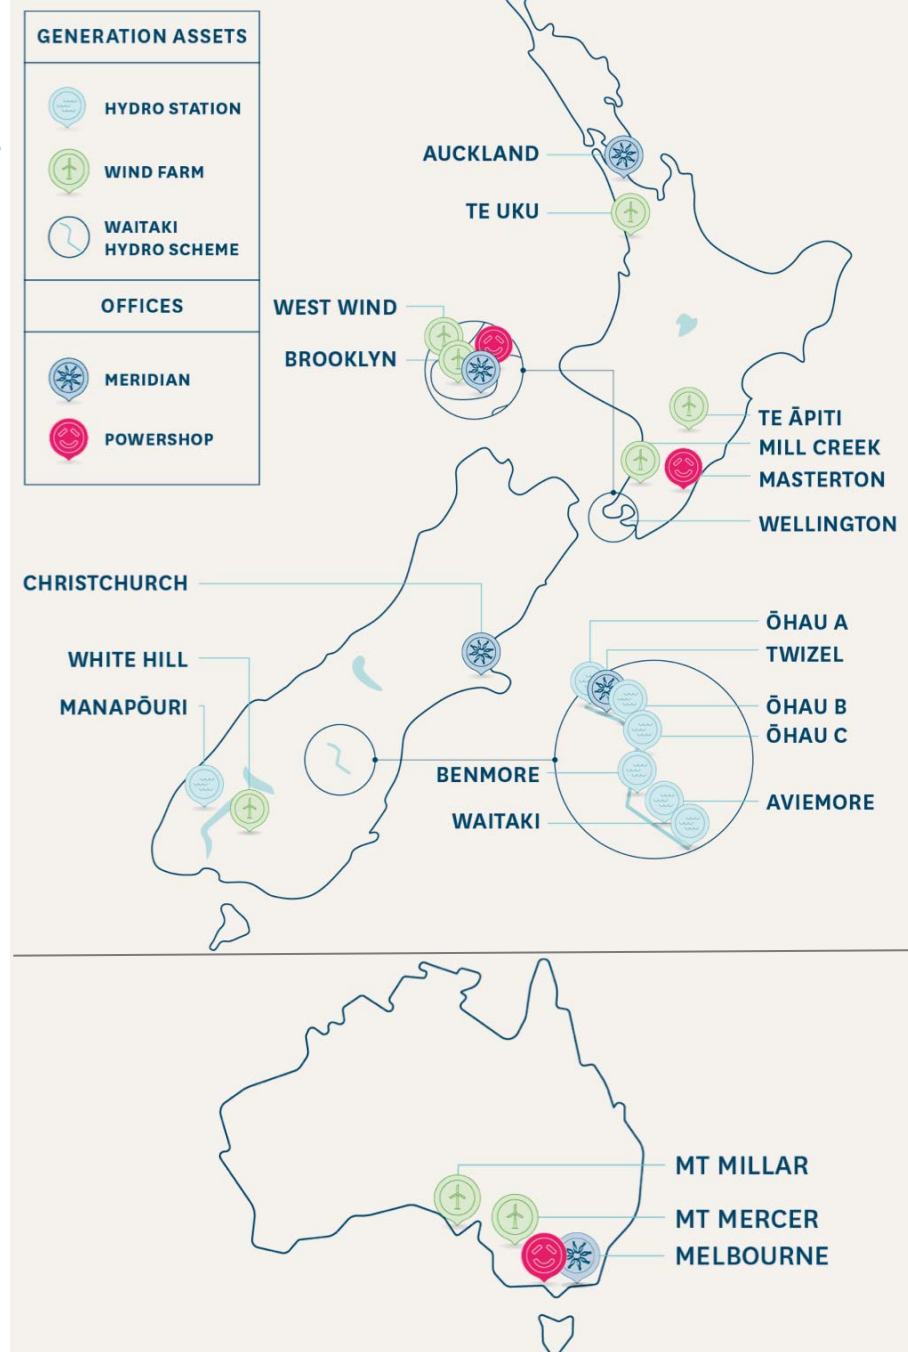 GENERATION ASSETS
HYDRO STATION
WIND FARM
WAITAKI
HYDRO SCHEME
OFFICES
MERIDIAN
POWERSHOP
AUCKLAND
TE UKU
WEST WIND
BROOKLYN
TE ĀPITI
MILL CREEK
MASTERTON
WELLINGTON
CHRISTCHURCH
WHITE HILL
MANAPŌURI
ŌHAU A
TWIZEL
ŌHAU B
ŌHAU C
BENMORE
AVIEMORE
WAITAKI
MT MILLAR
MT MERCER
MELBOURNE